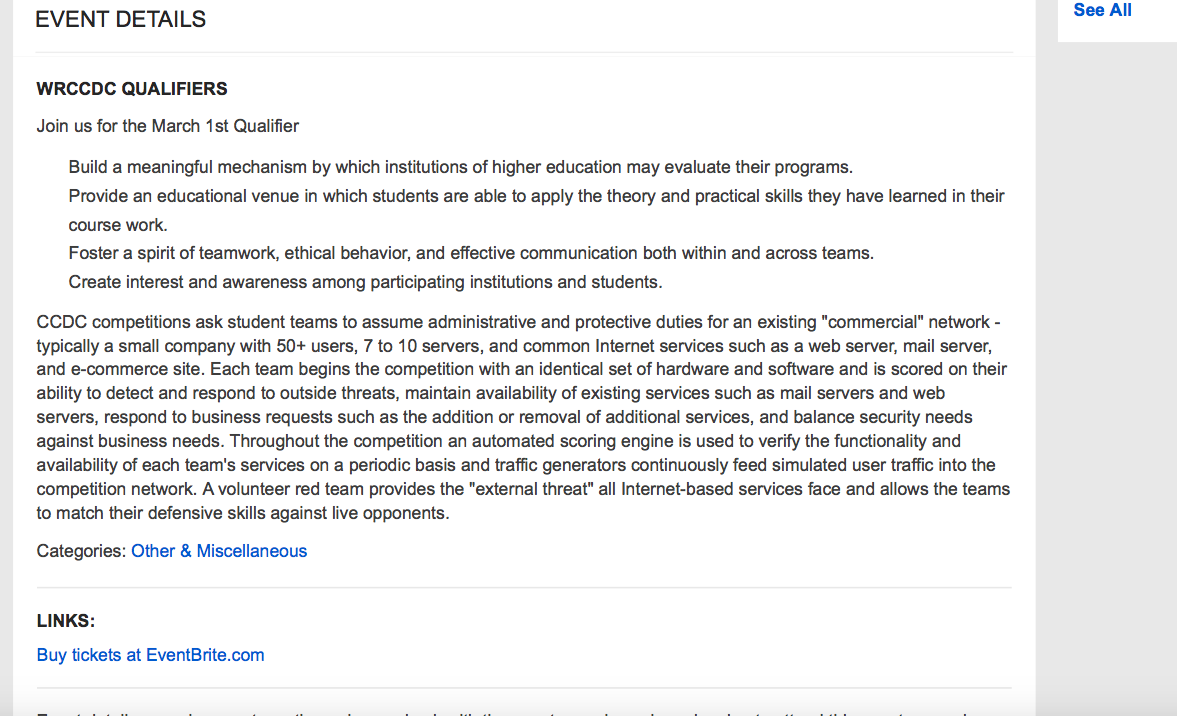 EVENT DETAILS
See All
WRCCDC QUALIFIERS
Join us for the March 1st Qualifier
Build a meaningful mechanism by which institutions of higher education may evaluate their programs.
Provide an educational venue in which students are able to apply the theory and practical skills they have learned in their
course work.
Foster a spirit of teamwork, ethical behavior, and effective communication both within and across teams.
Create interest and awareness among participating institutions and students.
CCDC competitions ask student teams to assume administrative and protective duties for an existing "commercial" network -
typically a small company with 50+ users, 7 to 10 servers, and common Internet services such as a web server, mail server,
and e-commerce site. Each team begins the competition with an identical set of hardware and software and is scored on their
ability to detect and respond to outside threats, maintain availability of existing services such as mail servers and web
servers, respond to business requests such as the addition or removal of additional services, and balance security needs
against business needs. Throughout the competition an automated scoring engine is used to verify the functionality and
availability of each team's services on a periodic basis and traffic generators continuously feed simulated user traffic into the
competition network. A volunteer red team provides the "external threat" all Internet-based services face and allows the teams
to match their defensive skills against live opponents.
Categories: Other & Miscellaneous
LINKS:
Buy tickets at EventBrite.com